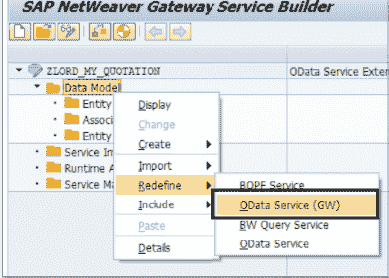 SAP NetWeaver Gateway Service Builder
ZLORD_MY_QUOTATION
OData Service Exter
Data Model
Entity
Associ
Entity
Service In
Runtime A
Service Ma
Display
Change
Create
Import
Redefine
Include
Paste
Details
BOPF Service
OData Service (GW)
BW Query Service
OData Service